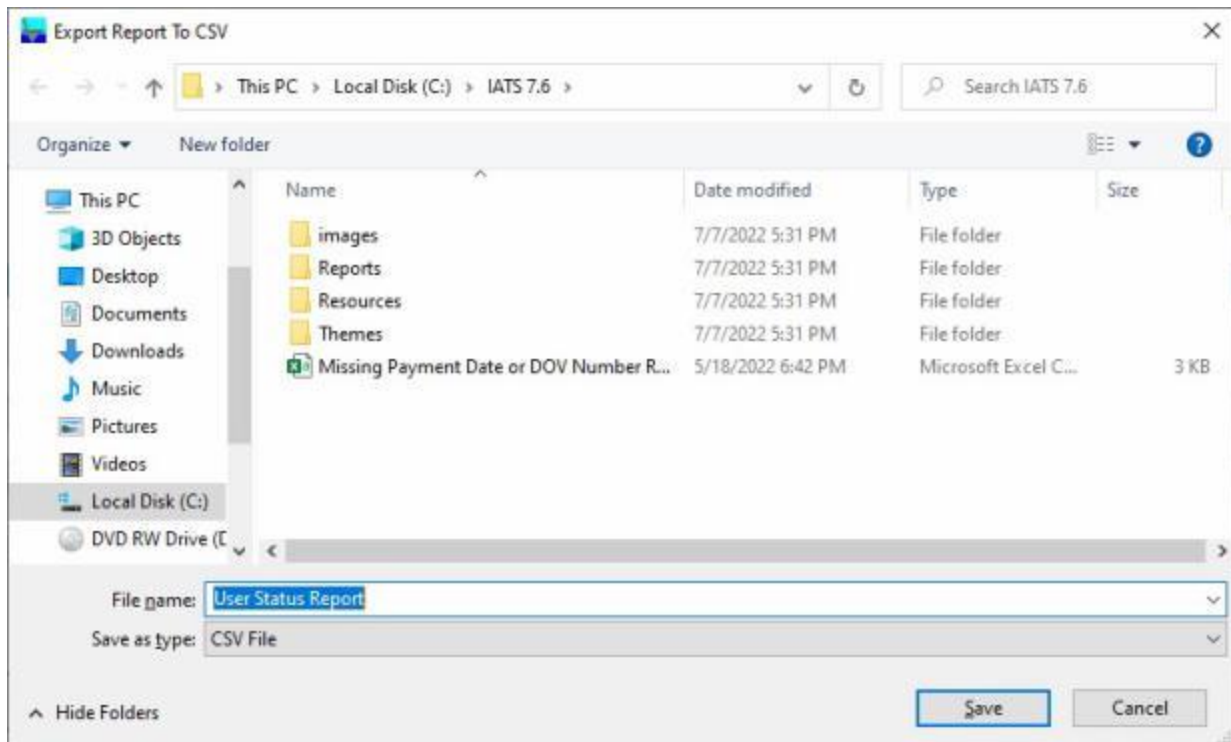 Export Report To CSV
This PC > Local Disk (C:) > IATS 7.6 >
Search IATS 7.6
Organize
New folder
This PC
3D Objects
Desktop
Documents
Downloads
Music
Pictures
Videos
Local Disk (C:)
DVD RW Drive (D
Name Date modified Type Size
images 7/7/2022 5:31 PM File folder
Reports 7/7/2022 5:31 PM File folder
Resources 7/7/2022 5:31 PM File folder
Themes 7/7/2022 5:31 PM File folder
Missing Payment Date or DOV Number R... 5/18/2022 6:42 PM Microsoft Excel C... 3 KB
File name: User Status Report
Save as type: CSV File
Hide Folders
Save
Cancel